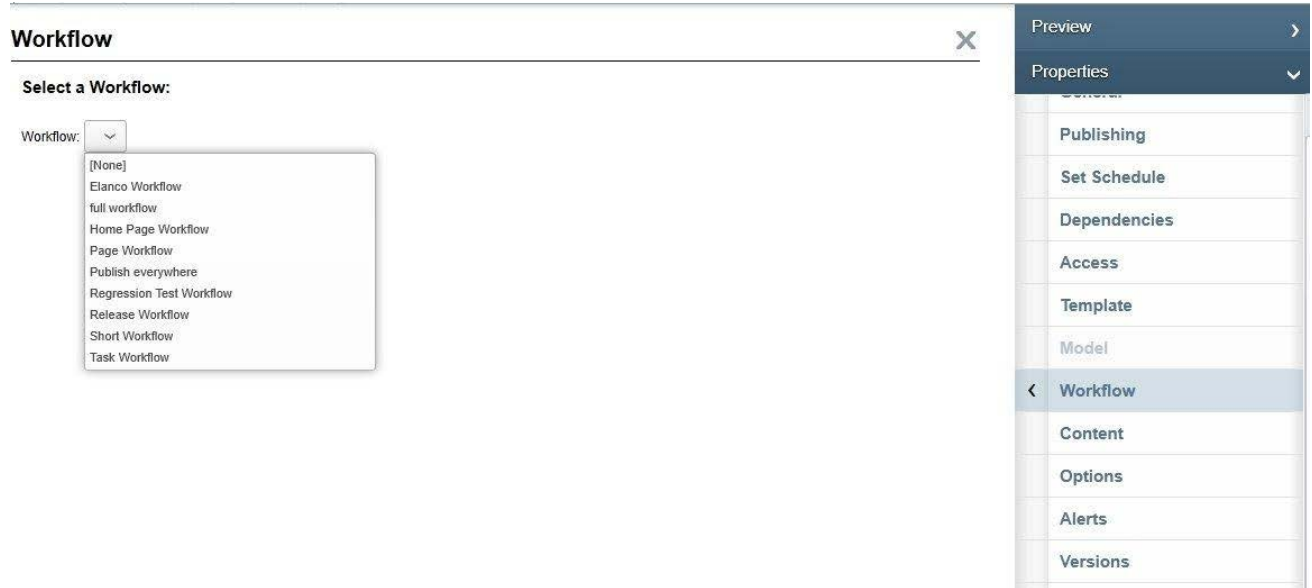 Workflow
Select a Workflow:
Workflow:
[None]
Elanco Workflow
full workflow
Home Page Workflow
Page Workflow
Publish everywhere
Regression Test Workflow
Release Workflow
Short Workflow
Task Workflow
Preview
Properties
General
Publishing
Set Schedule
Dependencies
Access
Template
Model
Workflow
Content
Options
Alerts
Versions